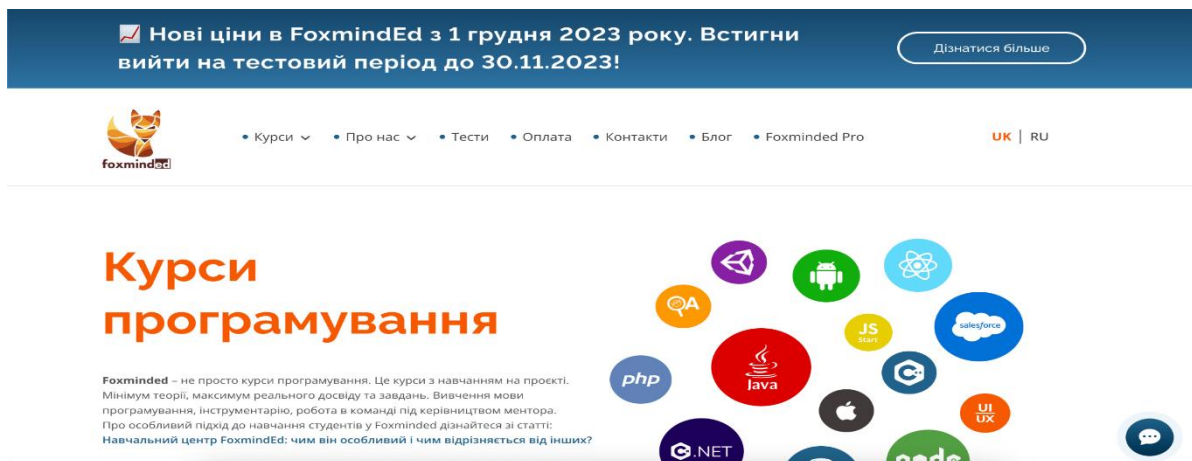 📈 Нові ціни в FoxmindEd з 1 грудня 2023 року. Встигни
вийти на тестовий період до 30.11.2023!
Дізнатися більше
foxminded
• Курси • Про нас • Тести • Оплата • Контакти • Блог • Foxminded Pro
UK | RU
Курси
програмування
Foxminded – не просто курси програмування. Це курси з навчанням на проєкті.
Мінімум теорії, максимум реального досвіду та завдань. Вивчення мови
програмування, інструментарію, робота в команді під керівництвом ментора.
Про особливий підхід до навчання студентів у Foxminded дізнайтеся зі статті:
Навчальний центр FoxmindEd: чим він особливий і чим відрізняється від інших?
QA
JS
Start
salesforce
php
Java
C++
UI
UX
C.NET